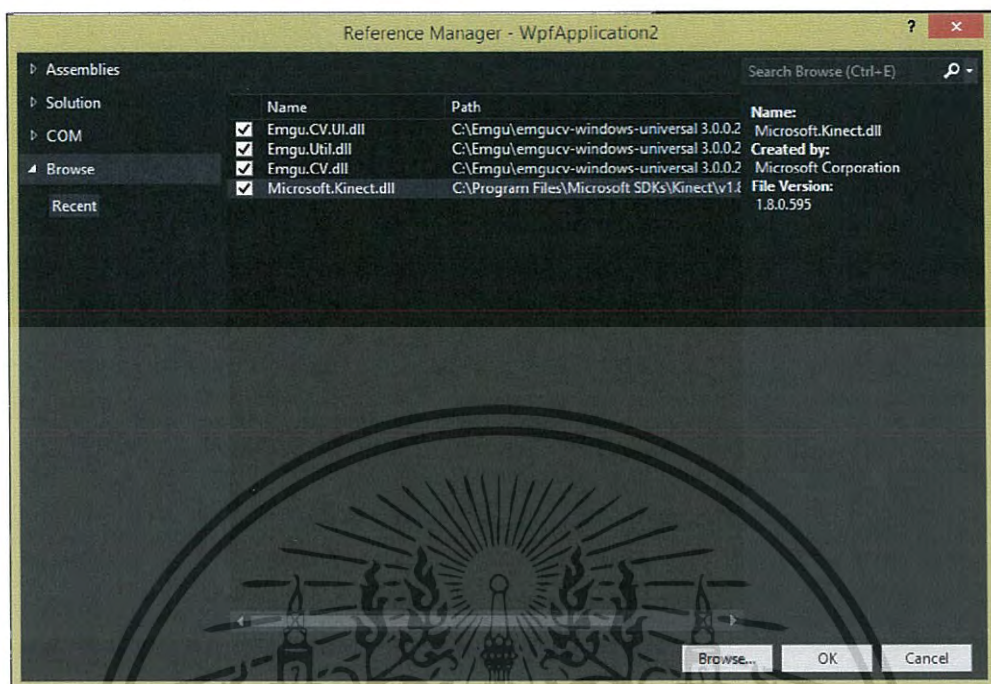 Reference Manager - WpfApplication2
?
Assemblies
Solution
COM
Browse
Recent
Search Browse (Ctrl+E)
Name Path
Emgu.CV.UI.dll C:\Emgu\emgucv-windows-universal 3.0.0.2
Emgu.Util.dll C:\Emgu\emgucv-windows-universal 3.0.0.2
Emgu.CV.dll C:\Emgu\emgucv-windows-universal 3.0.0.2
Microsoft.Kinect.dll C:\Program Files\Microsoft SDKs\Kinect\v1.8
Name:
Microsoft.Kinect.dll
Created by:
Microsoft Corporation
File Version:
1.8.0.595
Browse... OK Cancel